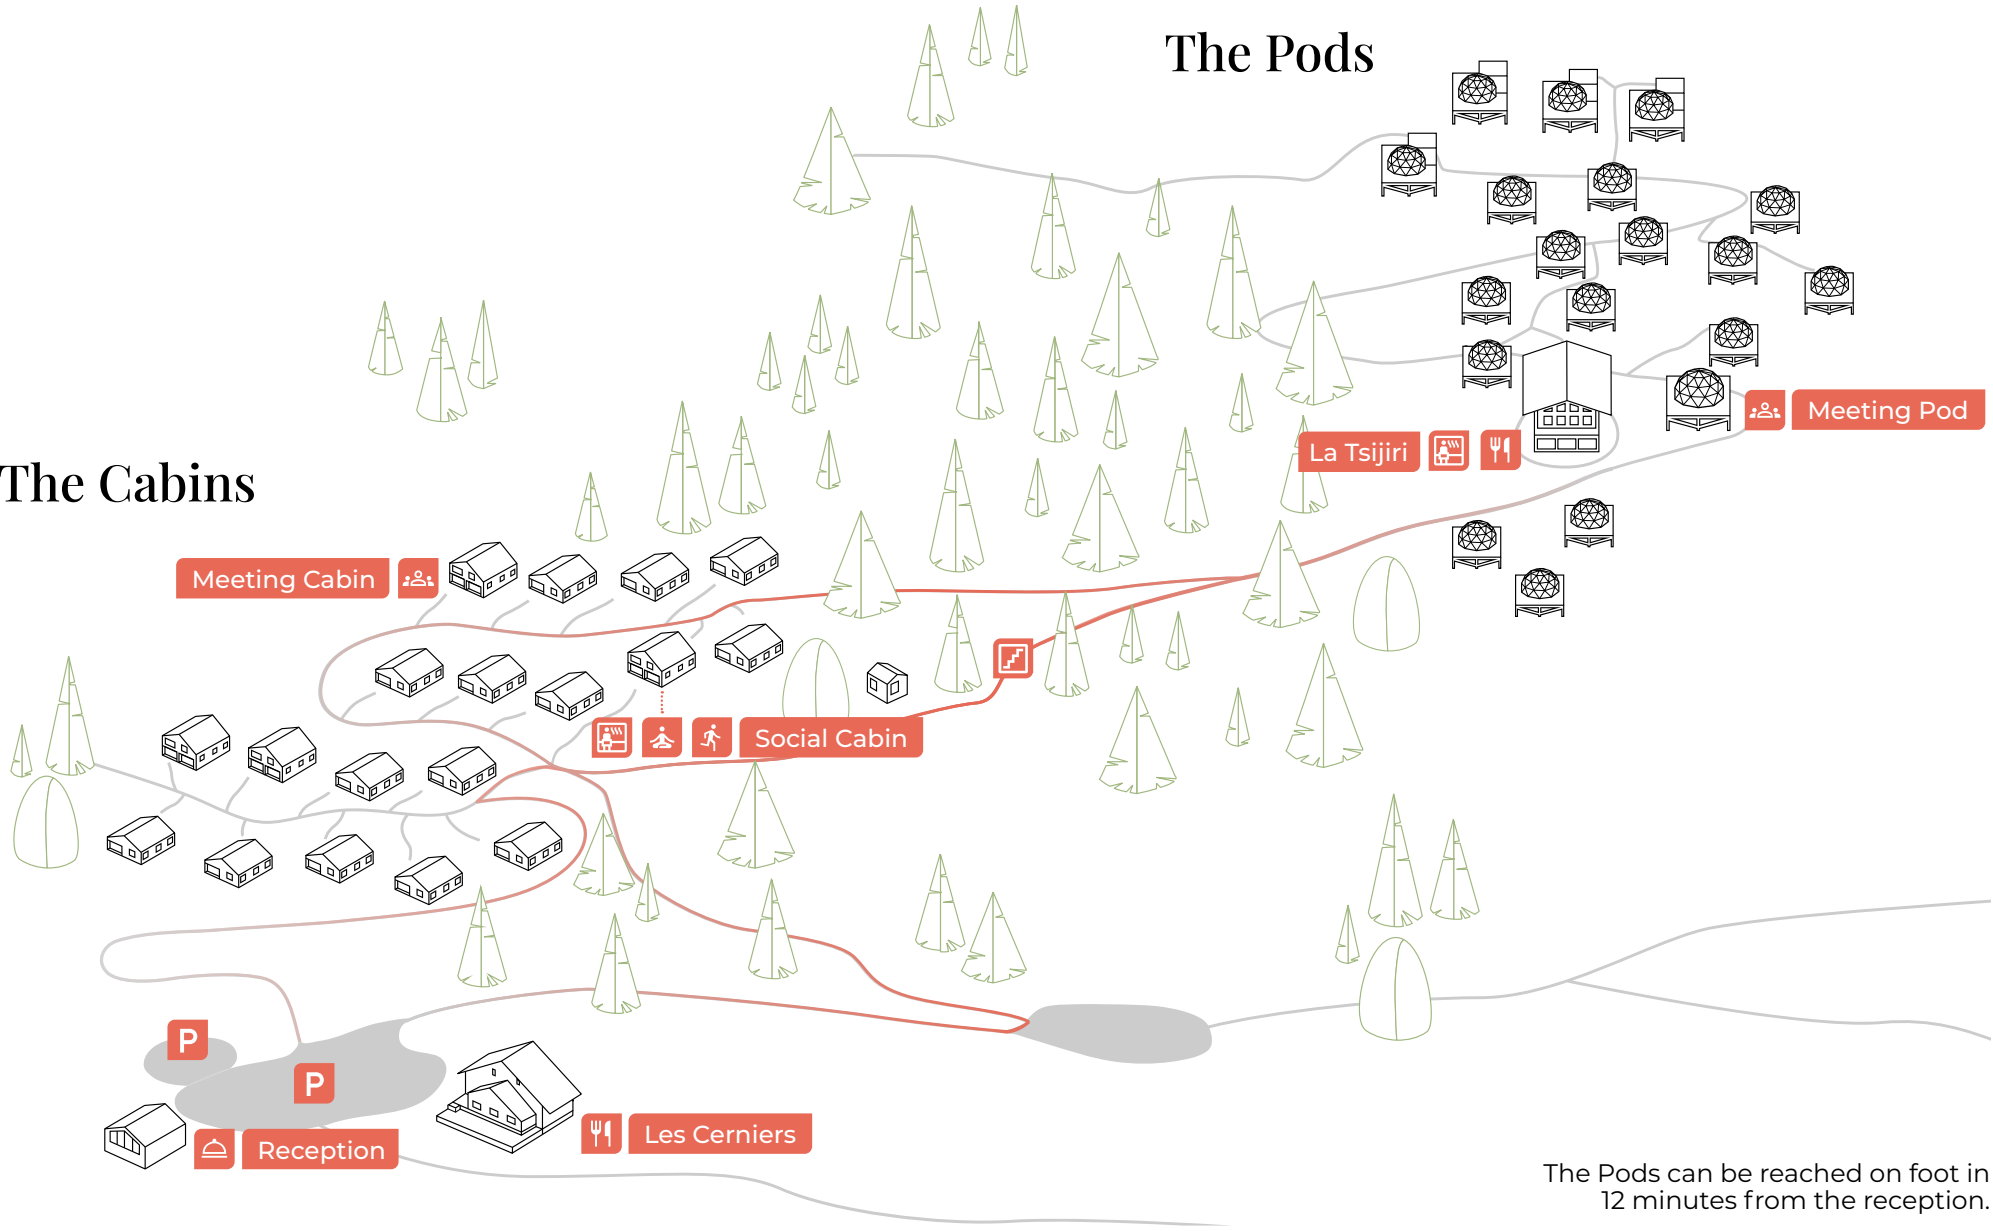 The Pods
Meeting Pod
La Tsijiri
The Cabins
Meeting Cabin
Social Cabin
P
P
Reception
Les Cerniers
The Pods can be reached on foot in
12 minutes from the reception.